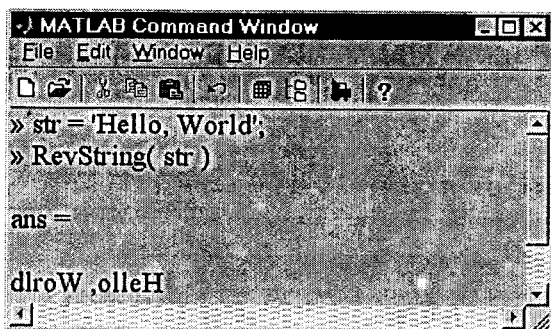 MATLAB Command Window
File Edit Window Help
?
» str = 'Hello, World';
» RevString( str )
ans =
dlroW ,olleH